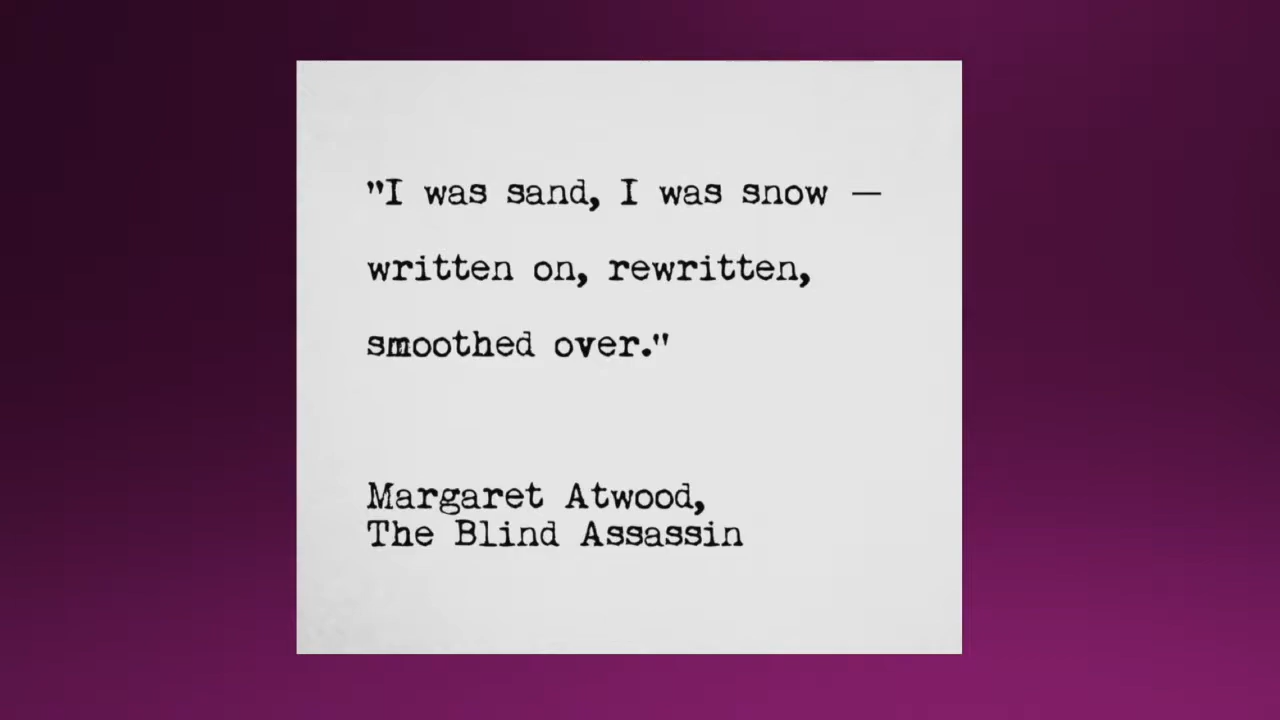 "I was sand, I was snow —
written on, rewritten,
smoothed over."
Margaret Atwood,
The Blind Assassin